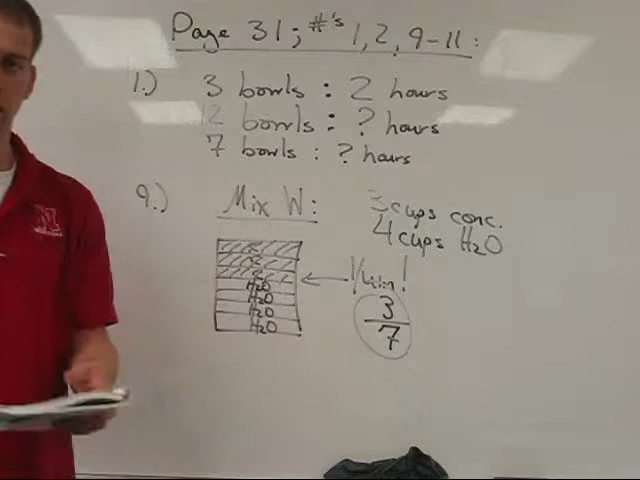 Page 31; #'s 1, 2, 9-11:
1.) 3 bowls : 2 hours
12 bowls : ? hours
7 bowls : ? hours
9.) Mix W:
3 cups conc.
4 cups H2O
H2O
H2O
H2O
H2O
3
7
N